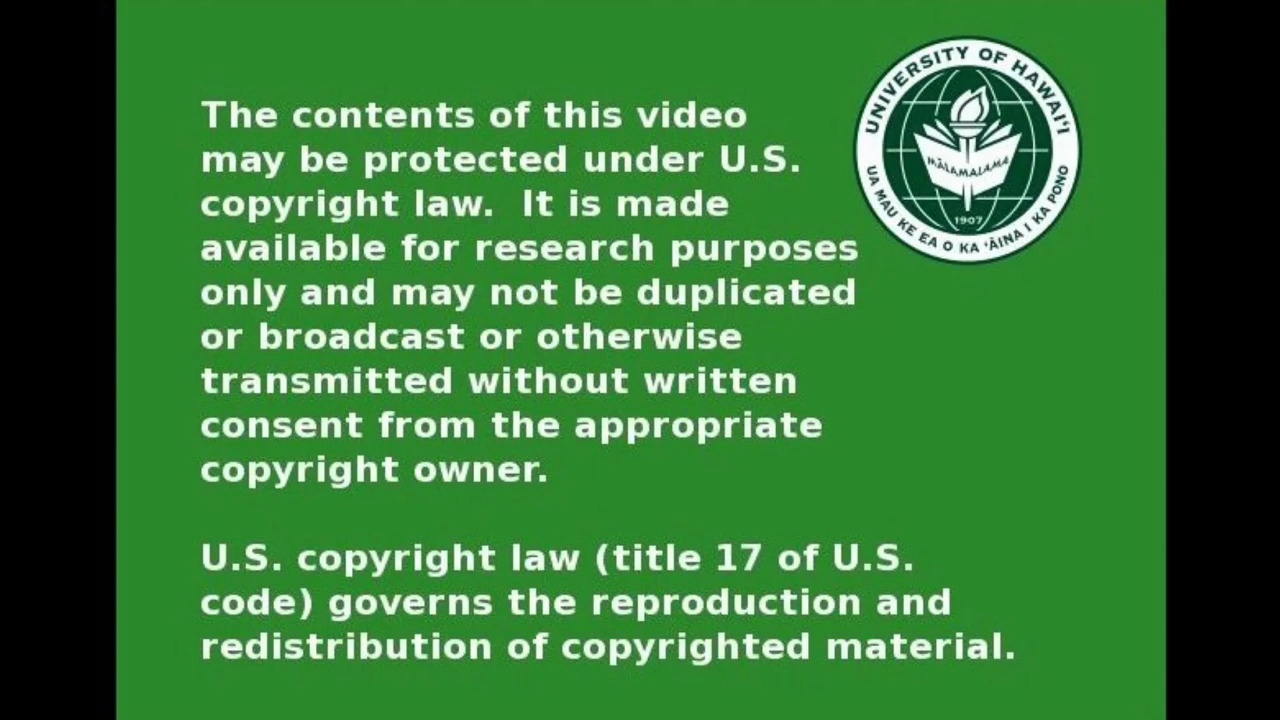 The contents of this video
may be protected under U.S.
copyright law.  It is made
available for research purposes
only and may not be duplicated
or broadcast or otherwise
transmitted without written
consent from the appropriate
copyright owner.
U.S. copyright law (title 17 of U.S.
code) governs the reproduction and
redistribution of copyrighted material.
UNIVERSITY OF HAWAIʻI
MĀLAMALAMA
1907
UA MAU KE EA O KA ʻĀINA I KA PONO